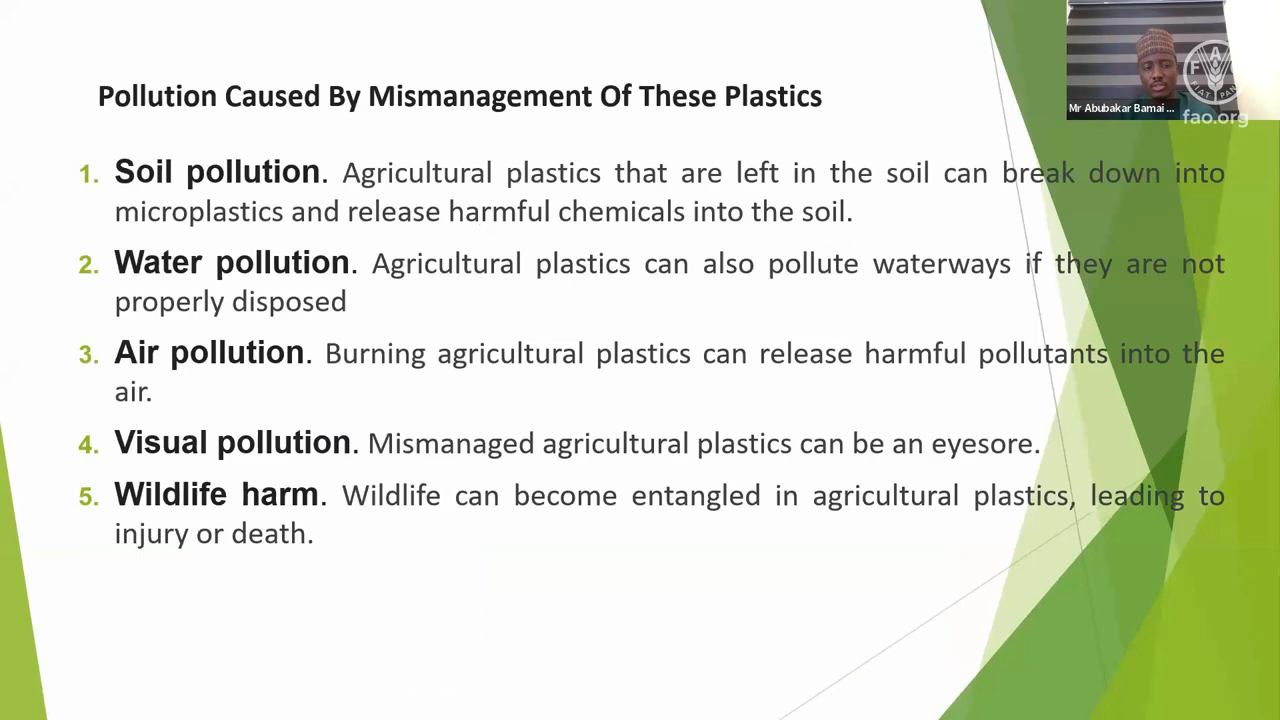 Pollution Caused By Mismanagement Of These Plastics
1. Soil pollution. Agricultural plastics that are left in the soil can break down into
microplastics and release harmful chemicals into the soil.
2. Water pollution. Agricultural plastics can also pollute waterways if they are not
properly disposed
3. Air pollution. Burning agricultural plastics can release harmful pollutants into the
air.
4. Visual pollution. Mismanaged agricultural plastics can be an eyesore.
5. Wildlife harm. Wildlife can become entangled in agricultural plastics, leading to
injury or death.
Mr Abubakar Bamai ...
F A
FIAT PAN
fao.org